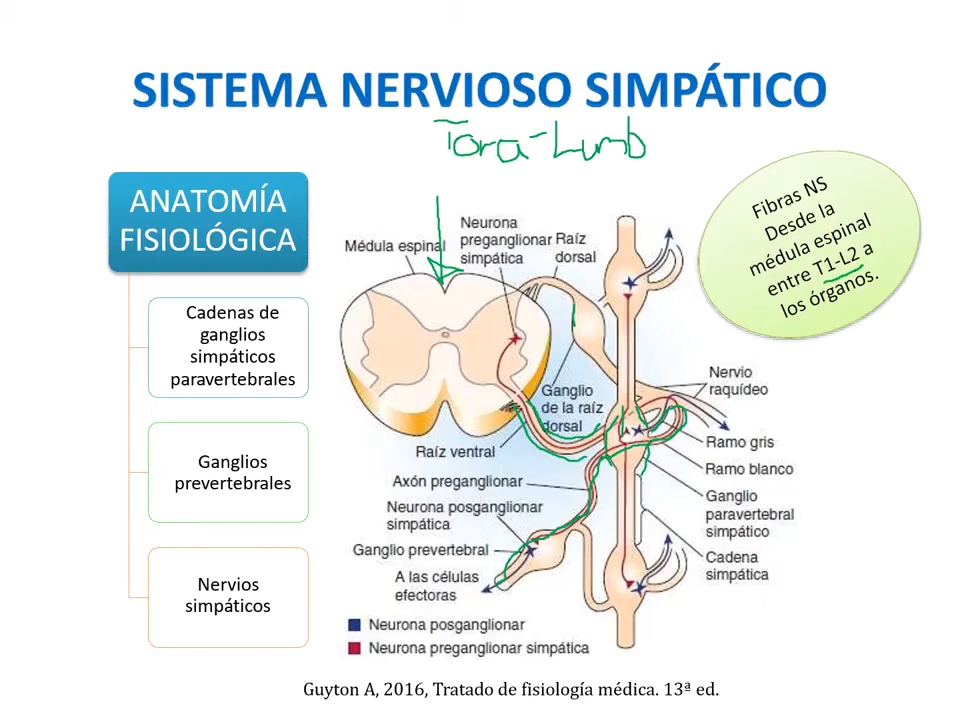 SISTEMA NERVIOSO SIMPÁTICO
Tora-Lumb
ANATOMÍA
FISIOLÓGICA
Cadenas de
ganglios
simpáticos
paravertebrales
Ganglios
prevertebrales
Nervios
simpáticos
Médula espinal
Neurona
preganglionar
simpática
Raíz
dorsal
Ganglio
de la raíz
dorsal
Raíz ventral
Axón preganglionar
Neurona posganglionar
simpática
Ganglio prevertebral
A las células
efectoras
Nervio
raquídeo
Ramo gris
Ramo blanco
Ganglio
paravertebral
simpático
Cadena
simpática
Neurona posganglionar
Neurona preganglionar simpática
Fibras NS
Desde la
médula espinal
entre T1-L2 a
los órganos.
Guyton A, 2016, Tratado de fisiología médica. 13ª ed.